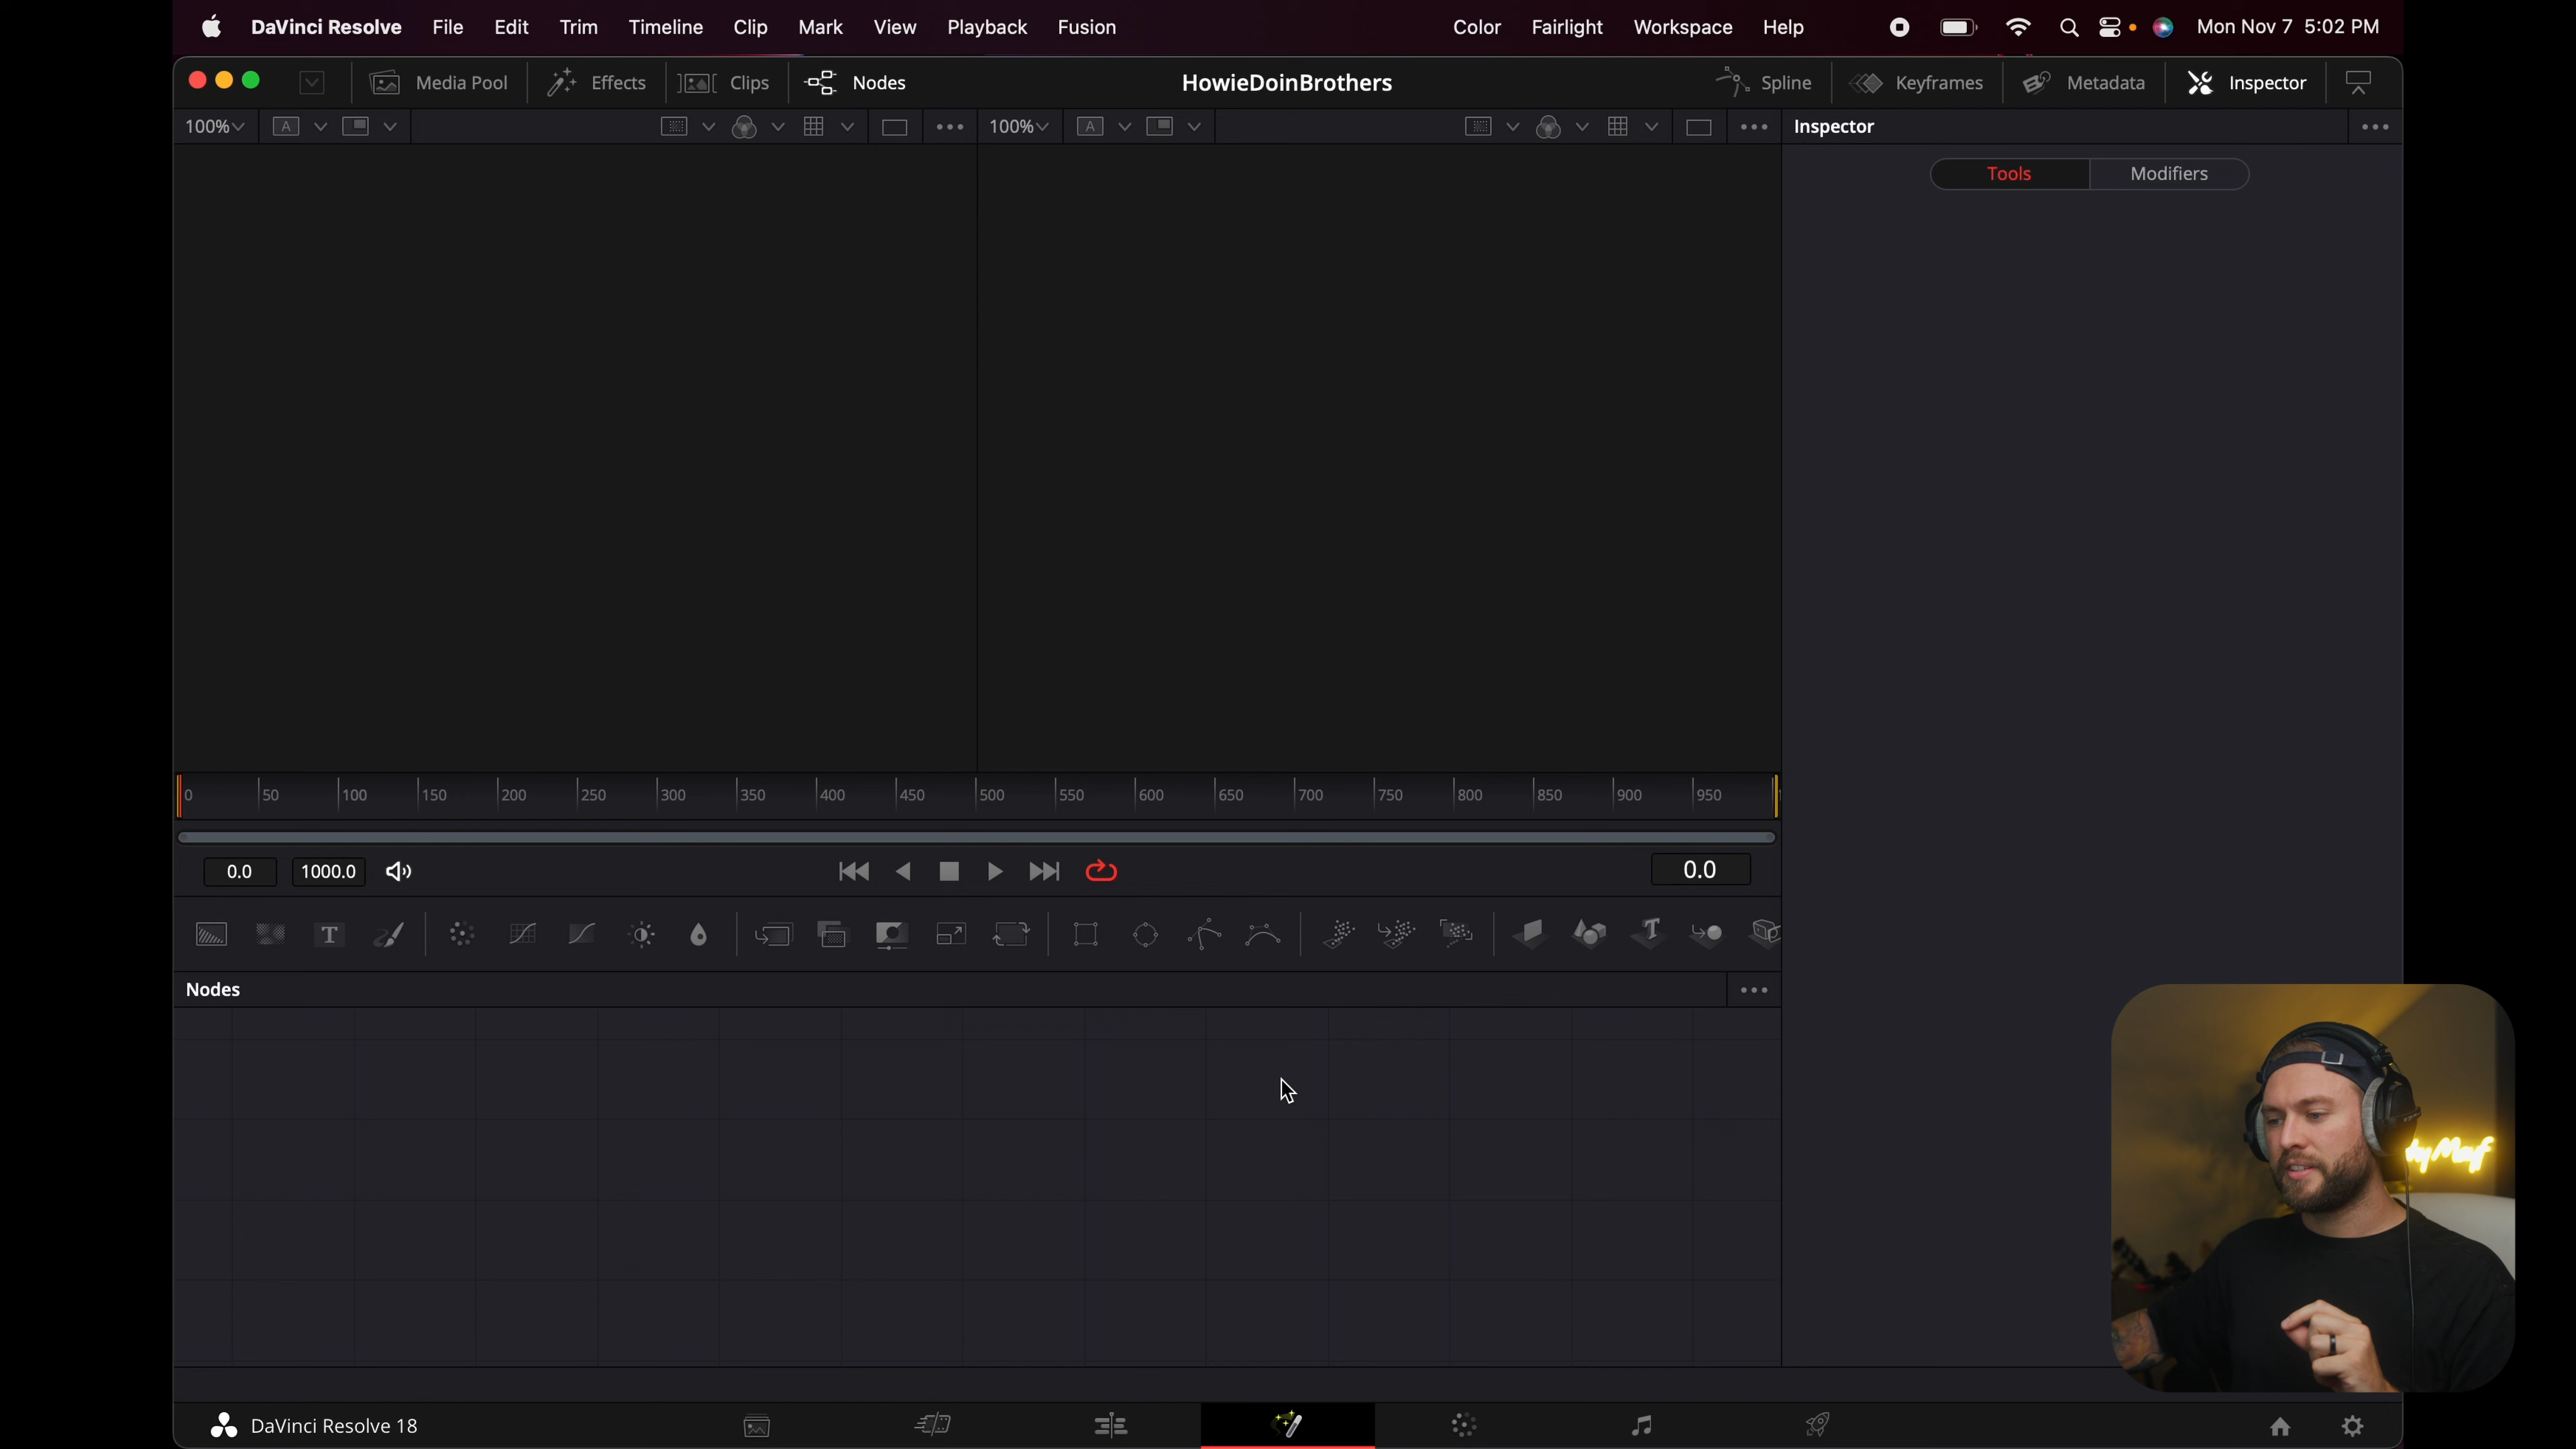 DaVinci Resolve File Edit Trim Timeline Clip Mark View Playback Fusion Color Fairlight Workspace Help Mon Nov 7 5:02 PM
Media Pool Effects Clips Nodes HowieDoinBrothers Spline Keyframes Metadata Inspector
100% A 100% A Inspector
Tools Modifiers
0 50 100 150 200 250 300 350 400 450 500 550 600 650 700 750 800 850 900 950
0.0 1000.0 0.0
T T
Nodes
DaVinci Resolve 18